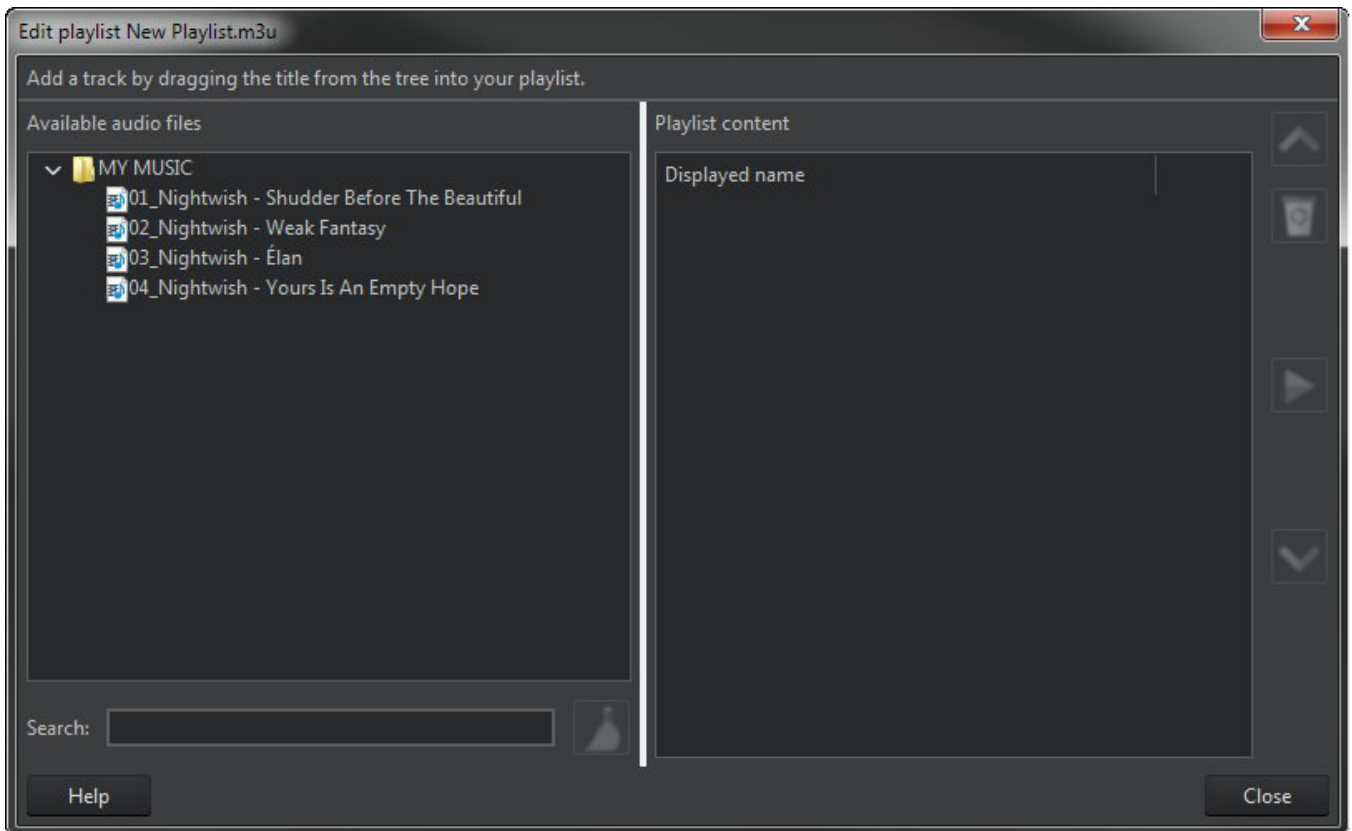 Edit playlist New Playlist.m3u
Add a track by dragging the title from the tree into your playlist.
Available audio files
MY MUSIC
01_Nightwish - Shudder Before The Beautiful
02_Nightwish - Weak Fantasy
03_Nightwish - Élan
04_Nightwish - Yours Is An Empty Hope
Search:
Help
Playlist content
Displayed name
Close